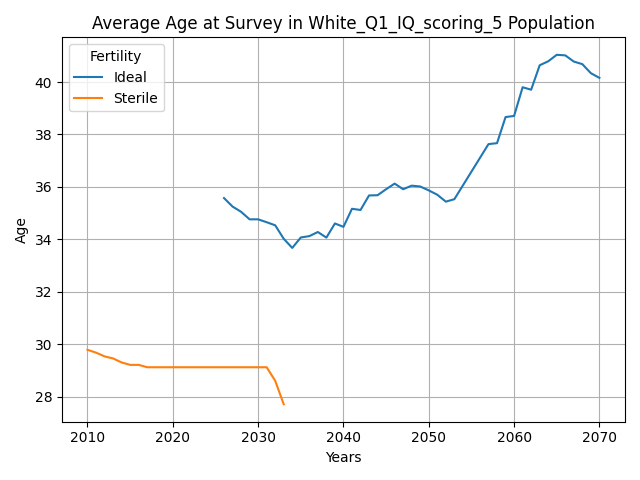 Average Age at Survey in White_Q1_IQ_scoring_5 Population
Fertility
Ideal
Sterile
Age
40
38
36
34
32
30
28
2010 2020 2030 2040 2050 2060 2070
Years